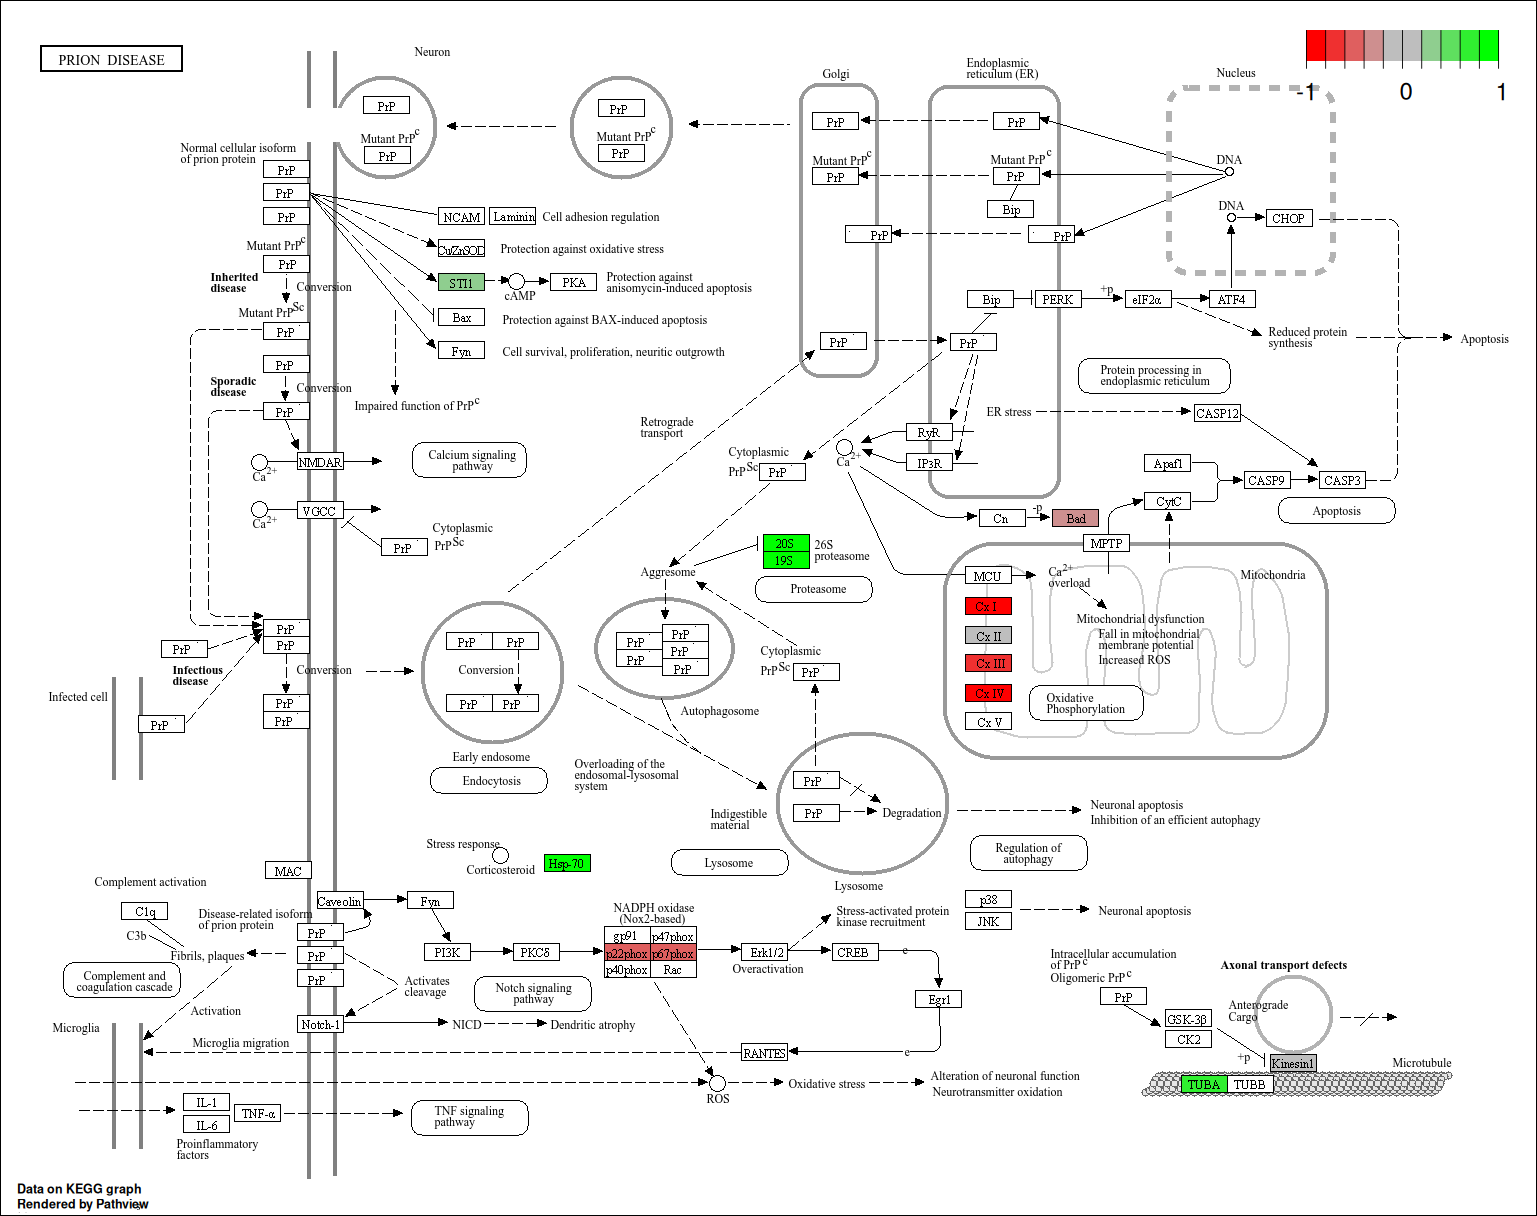 PRION DISEASE
Neuron
Golgi
Endoplasmic
reticulum (ER)
Nucleus
-1
0
1
PrP
Mutant PrP c
PrP
PrP
Mutant PrP c
PrP
PrP
Mutant PrP c
PrP
PrP
PrP
Mutant PrP c
PrP
Bip
PrP
DNA
DNA
CHOP
Normal cellular isoform
of prion protein
PrP
PrP
PrP
Mutant PrP c
PrP
Inherited
disease
Conversion
Mutant PrP Sc
PrP
PrP
Sporadic
disease
Conversion
PrP
NCAM
Laminin
Cell adhesion regulation
Cu/ZnSOD
Protection against oxidative stress
STI1
cAMP
PKA
Protection against
anisomycin-induced apoptosis
Bax
Protection against BAX-induced apoptosis
Fyn
Cell survival, proliferation, neuritic outgrowth
Impaired function of PrP c
Bip
PERK
+p
eIF2α
ATF4
Reduced protein
synthesis
Apoptosis
PrP
PrP
Protein processing in
endoplasmic reticulum
ER stress
CASP12
Retrograde
transport
RyR
IP3R
Ca 2+
Cytoplasmic
PrP Sc
PrP
Apaf1
CytC
CASP9
CASP3
Apoptosis
NMDAR
Ca 2+
Calcium signaling
pathway
VGCC
Ca 2+
Cytoplasmic
PrP Sc
PrP
Cn
-p
Bad
MPTP
20S
19S
26S
proteasome
Proteasome
Aggresome
MCU
Ca 2+
overload
Mitochondria
Cx I
Cx II
Cx III
Cx IV
Cx V
Mitochondrial dysfunction
Fall in mitochondrial
membrane potential
Increased ROS
Oxidative
Phosphorylation
PrP
PrP
PrP
Infectious
disease
Conversion
PrP
PrP
Infected cell
PrP
PrP
PrP
Conversion
PrP
PrP
Early endosome
Endocytosis
PrP
PrP
PrP
PrP
PrP
Autophagosome
Cytoplasmic
PrP Sc
PrP
Overloading of the
endosomal-lysosomal
system
PrP
PrP
Degradation
Indigestible
material
Lysosome
Lysosome
Neuronal apoptosis
Inhibition of an efficient autophagy
Regulation of
autophagy
Stress response
Corticosteroid
Hsp-70
MAC
Complement activation
C1q
C3b
Fibrils, plaques
Disease-related isoform
of prion protein
Caveolin
Fyn
PrP
PrP
PrP
PI3K
PKCδ
NADPH oxidase
(Nox2-based)
gp91
p47phox
p22phox
p67phox
p40phox
Rac
Erk1/2
Overactivation
Stress-activated protein
kinase recruitment
CREB
e
Egr1
e
p38
JNK
Neuronal apoptosis
Complement and
coagulation cascade
Activates
cleavage
Notch signaling
pathway
Activation
Notch-1
NICD
Dendritic atrophy
Microglia
Microglia migration
RANTES
ROS
Oxidative stress
Alteration of neuronal function
Neurotransmitter oxidation
IL-1
IL-6
TNF-α
Proinflammatory
factors
TNF signaling
pathway
Intracellular accumulation
of PrP c
Oligomeric PrP c
PrP
Axonal transport defects
GSK-3β
CK2
Anterograde
Cargo
+p
Kinesin1
Microtubule
TUBA
TUBB
Data on KEGG graph
Rendered by Pathview